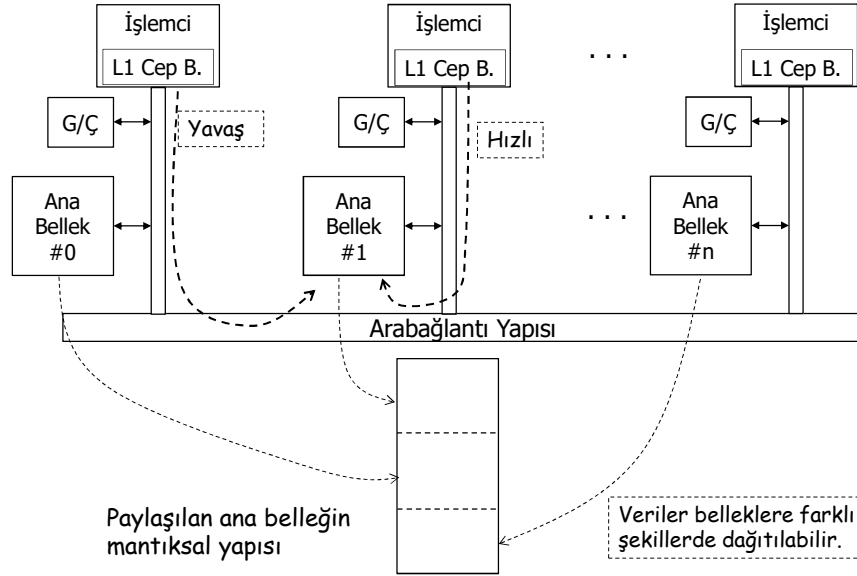 İşlemci
L1 Cep B.
İşlemci
L1 Cep B.
. . .
İşlemci
L1 Cep B.
G/Ç
Yavaş
G/Ç
Hızlı
G/Ç
Ana
Bellek
#0
Ana
Bellek
#1
. . .
Ana
Bellek
#n
Arabağlantı Yapısı
Paylaşılan ana belleğin
mantıksal yapısı
Veriler belleklere farklı
şekillerde dağıtılabilir.